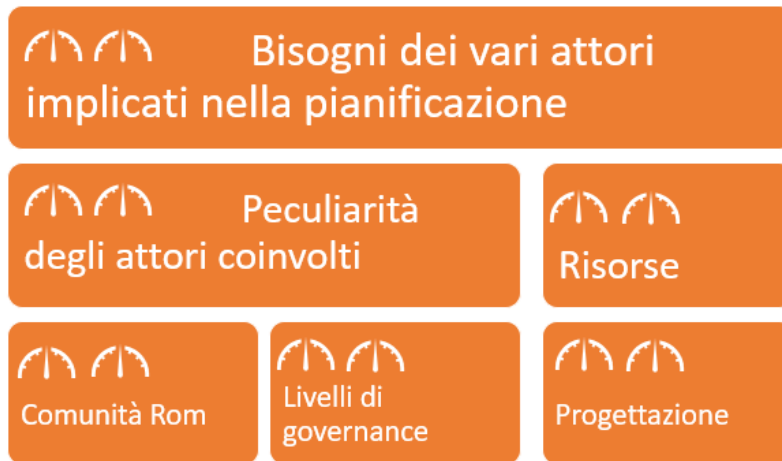 Bisogni dei vari attori
implicati nella pianificazione
Peculiarità
degli attori coinvolti
Risorse
Comunità Rom
Livelli di
governance
Progettazione